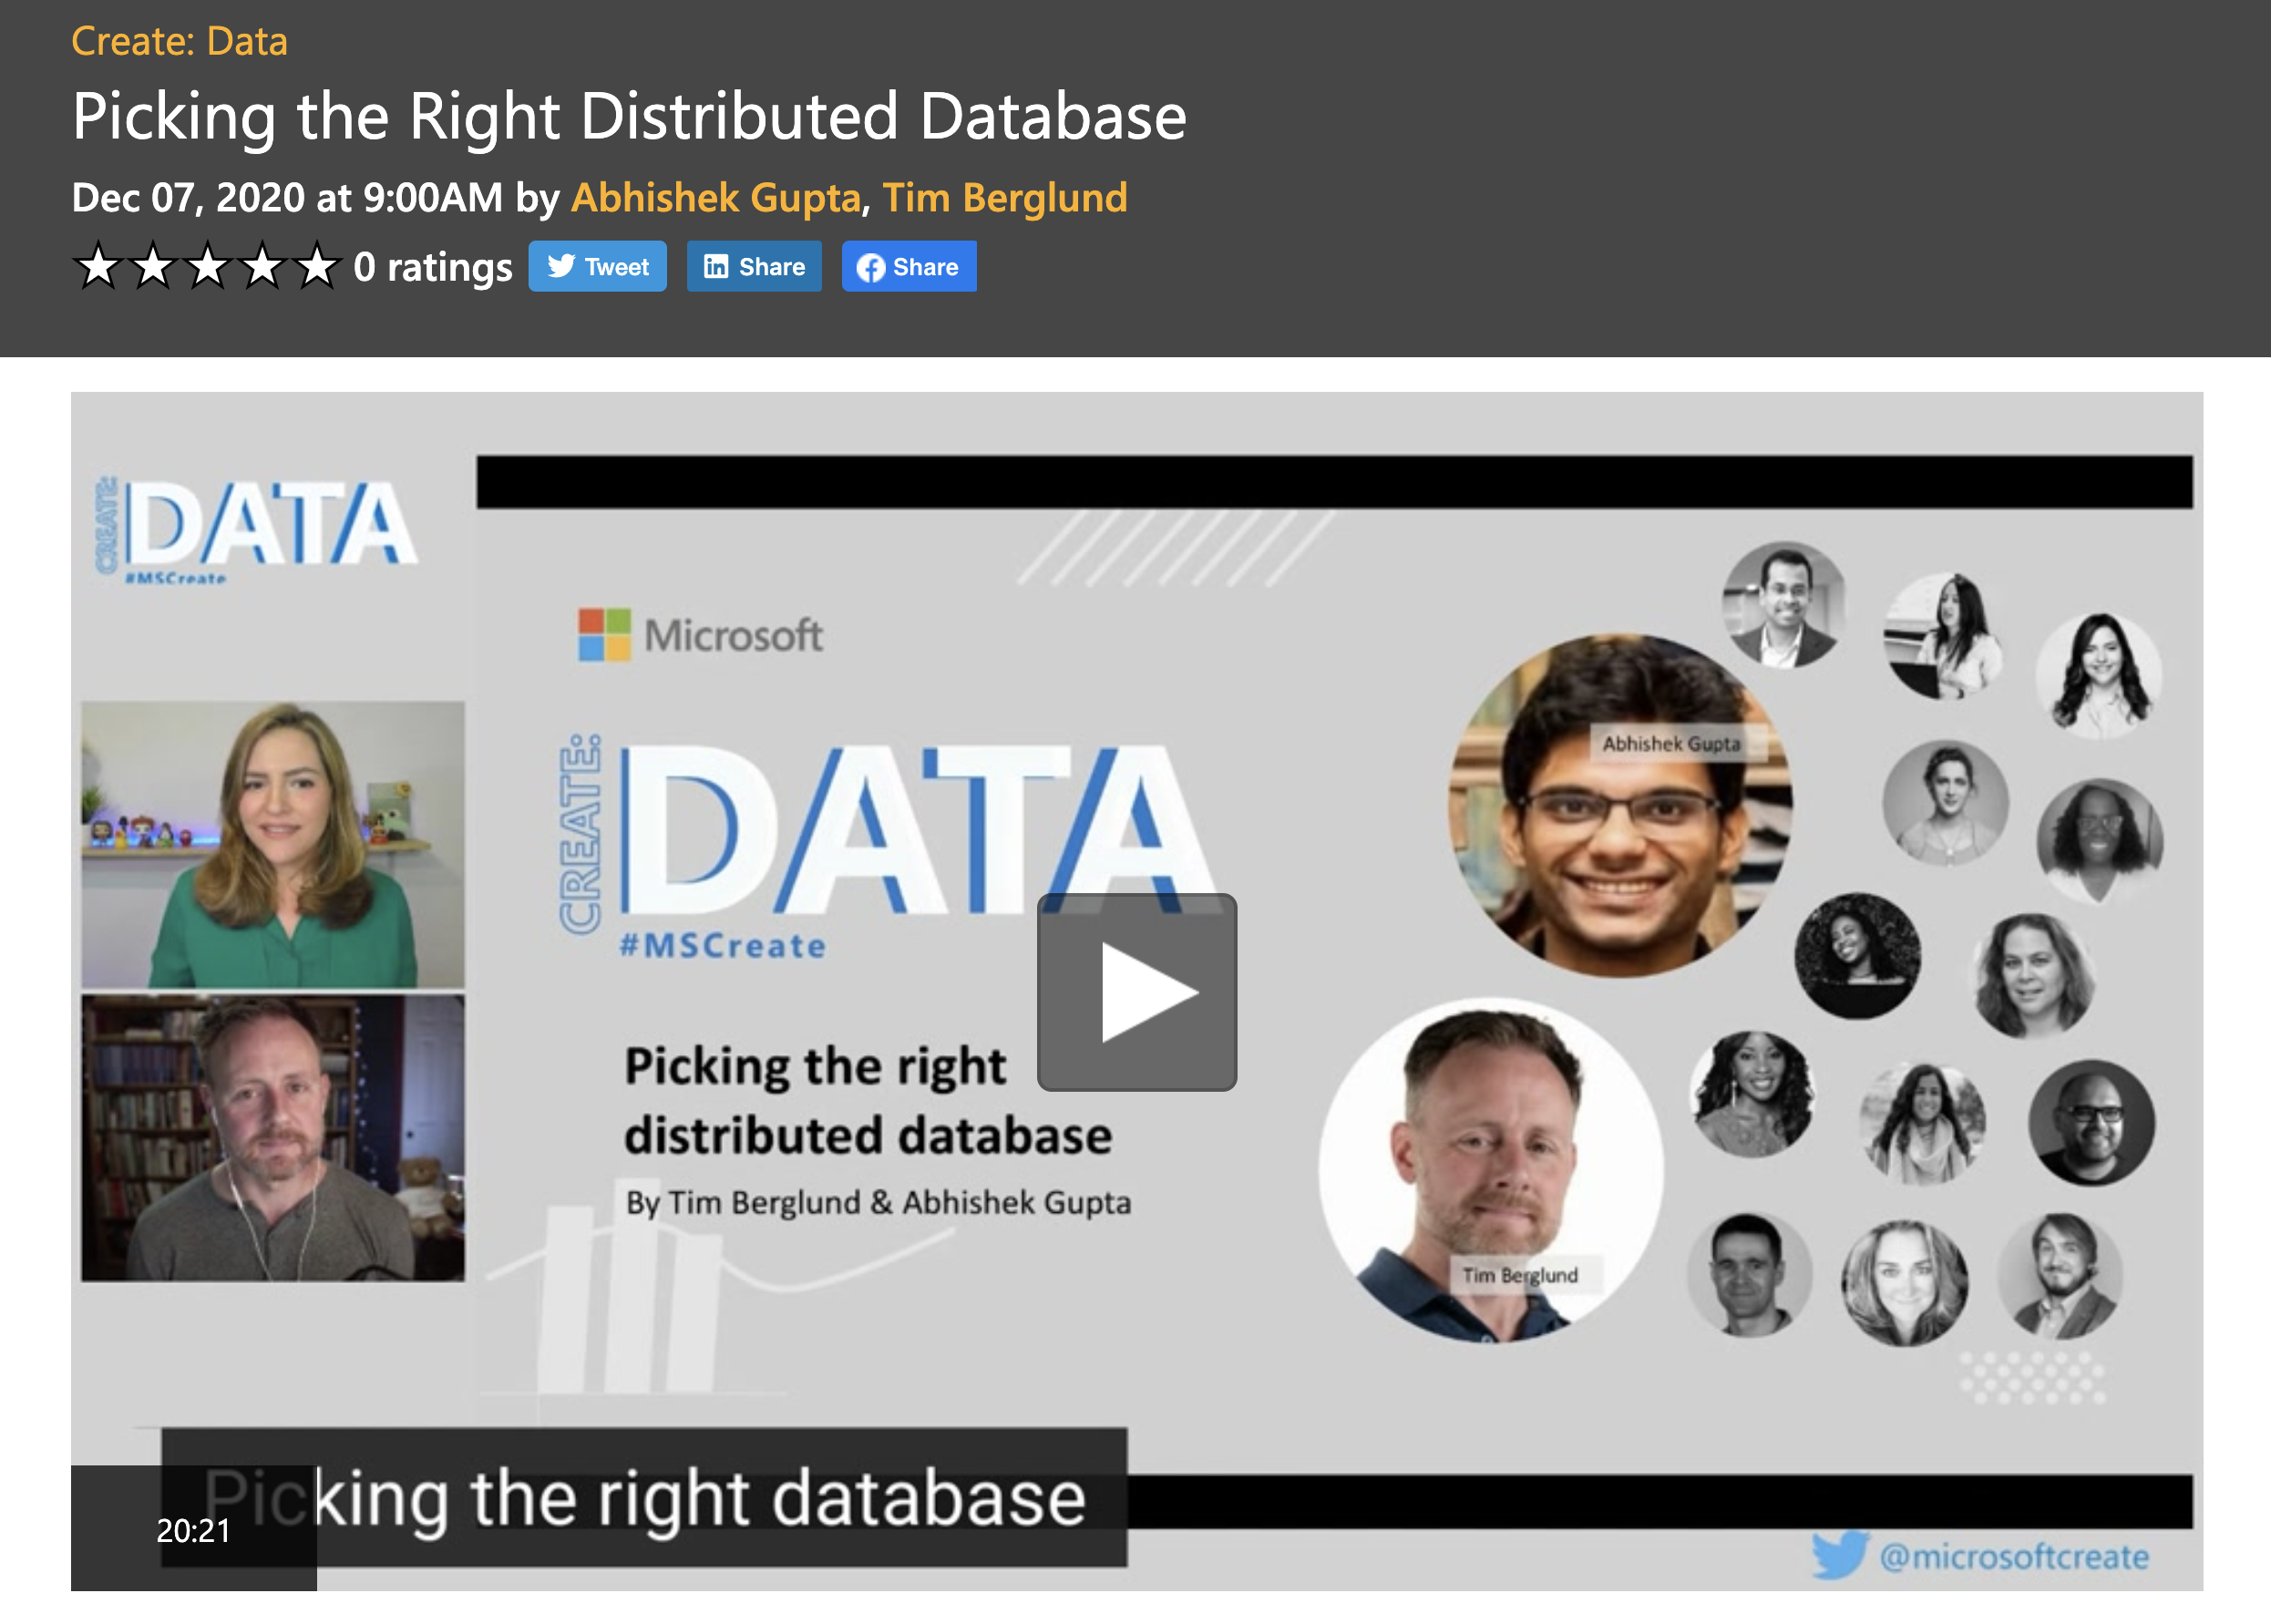 Create: Data
Picking the Right Distributed Database
Dec 07, 2020 at 9:00AM by Abhishek Gupta, Tim Berglund
0 ratings Tweet Share Share
CREATE:
DATA
#MSCreate
Microsoft
CREATE:
DATA
#MSCreate
Picking the right
distributed database
By Tim Berglund & Abhishek Gupta
Abhishek Gupta
Tim Berglund
Picking the right database
20:21
@microsoftcreate